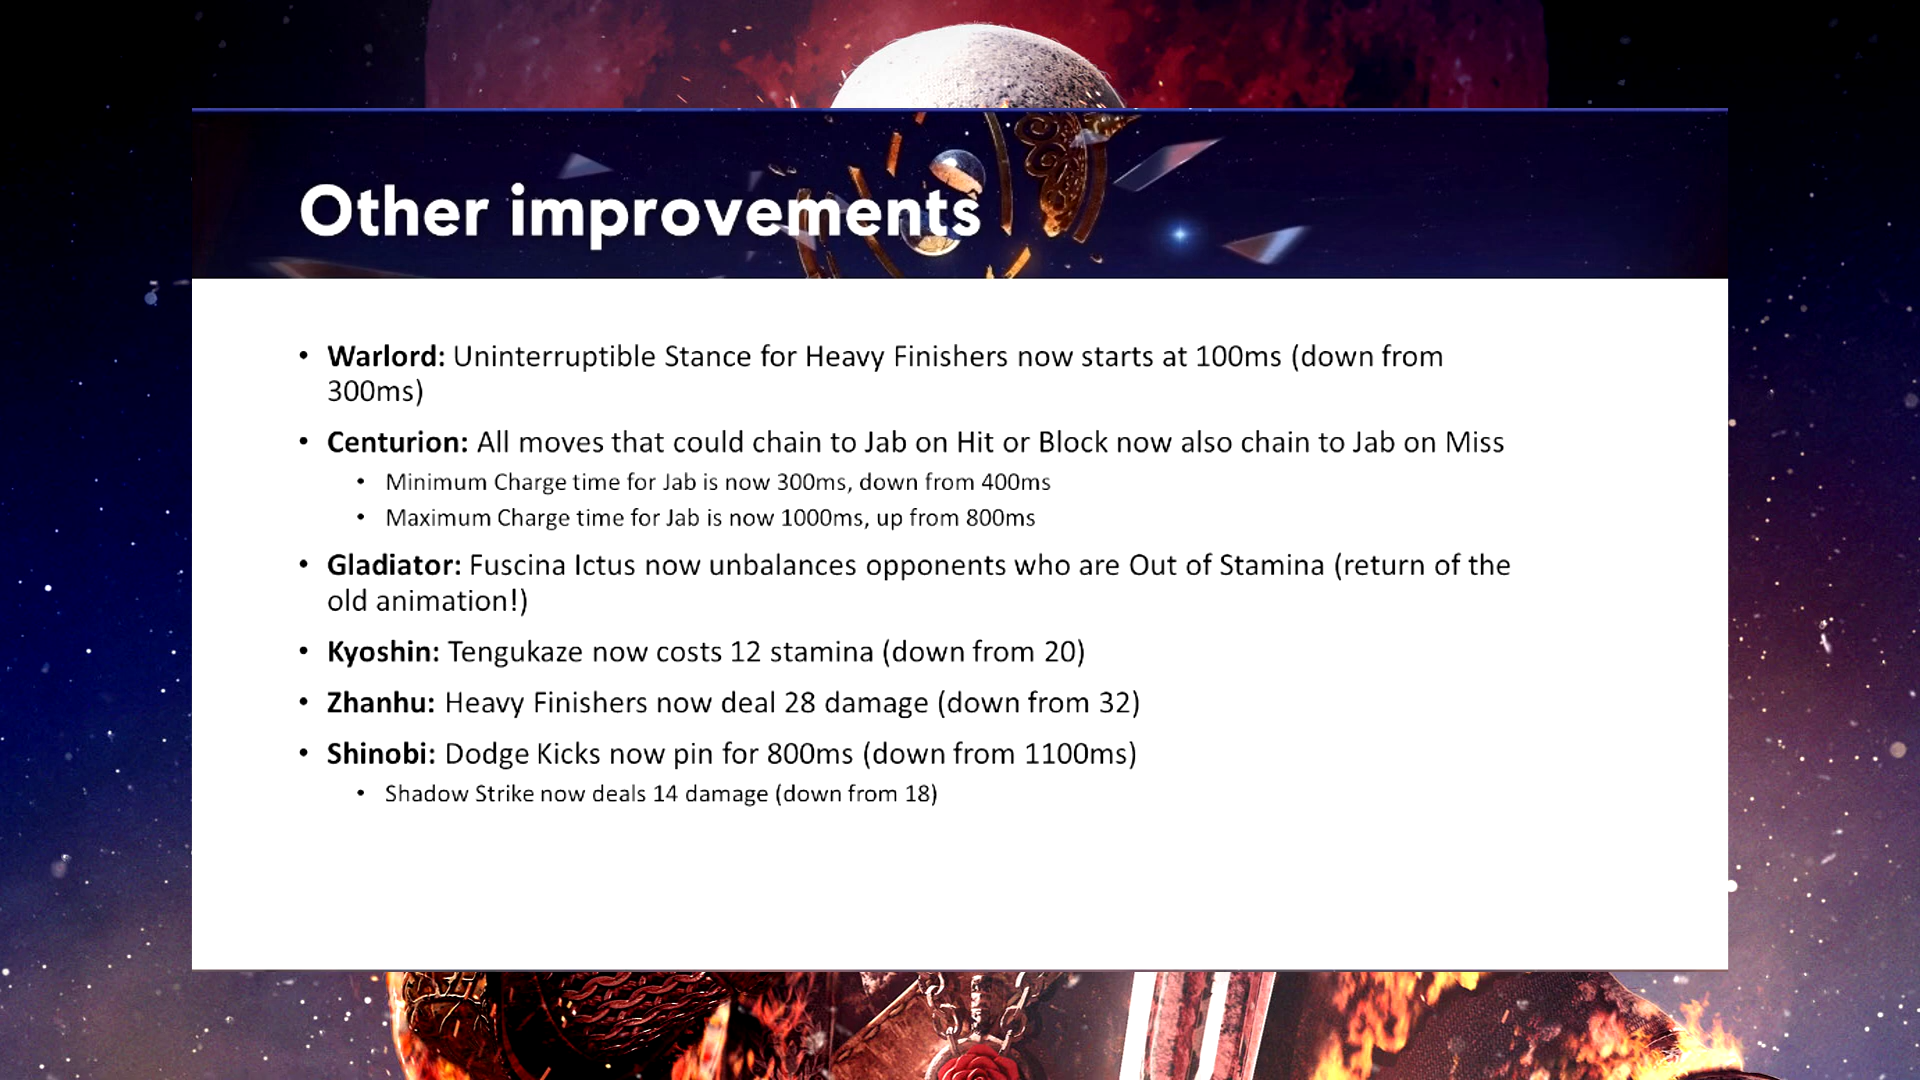 Other improvements
• Warlord: Uninterruptible Stance for Heavy Finishers now starts at 100ms (down from
300ms)
• Centurion: All moves that could chain to Jab on Hit or Block now also chain to Jab on Miss
• Minimum Charge time for Jab is now 300ms, down from 400ms
• Maximum Charge time for Jab is now 1000ms, up from 800ms
• Gladiator: Fuscina Ictus now unbalances opponents who are Out of Stamina (return of the
old animation!)
• Kyoshin: Tengukaze now costs 12 stamina (down from 20)
• Zhanhu: Heavy Finishers now deal 28 damage (down from 32)
• Shinobi: Dodge Kicks now pin for 800ms (down from 1100ms)
• Shadow Strike now deals 14 damage (down from 18)